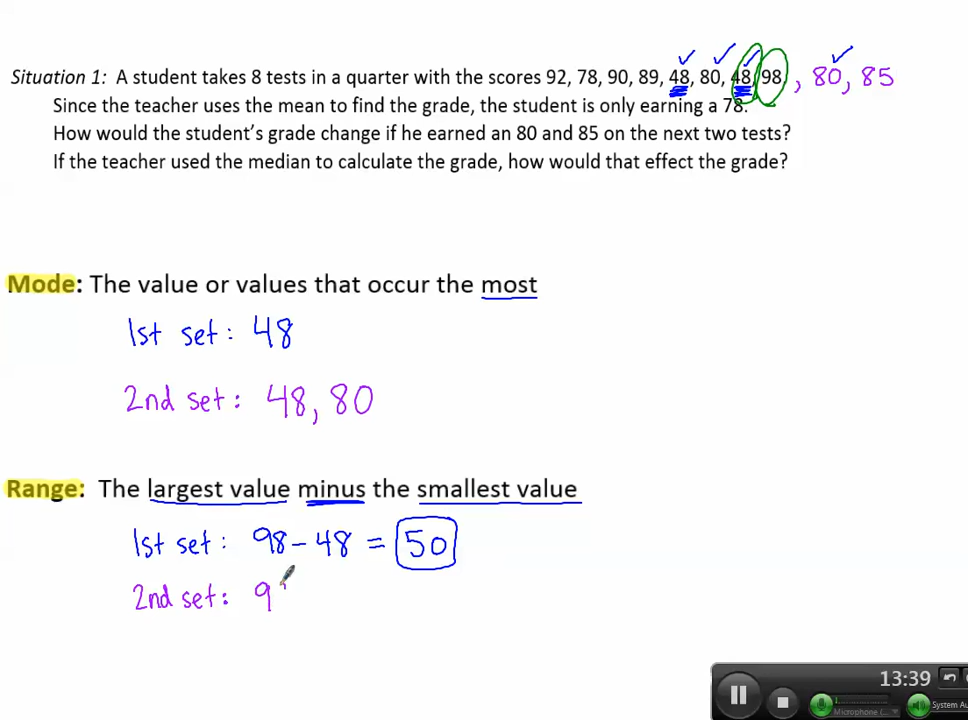 Situation 1: A student takes 8 tests in a quarter with the scores 92, 78, 90, 89, 48, 80, 48, 98, , 80, 85
Since the teacher uses the mean to find the grade, the student is only earning a 78.
How would the student's grade change if he earned an 80 and 85 on the next two tests?
If the teacher used the median to calculate the grade, how would that effect the grade?
Mode: The value or values that occur the most
1st set: 48
2nd set: 48, 80
Range: The largest value minus the smallest value
1st set: 98 - 48 = 50
2nd set: 9
13:39
Microphone (
System Au